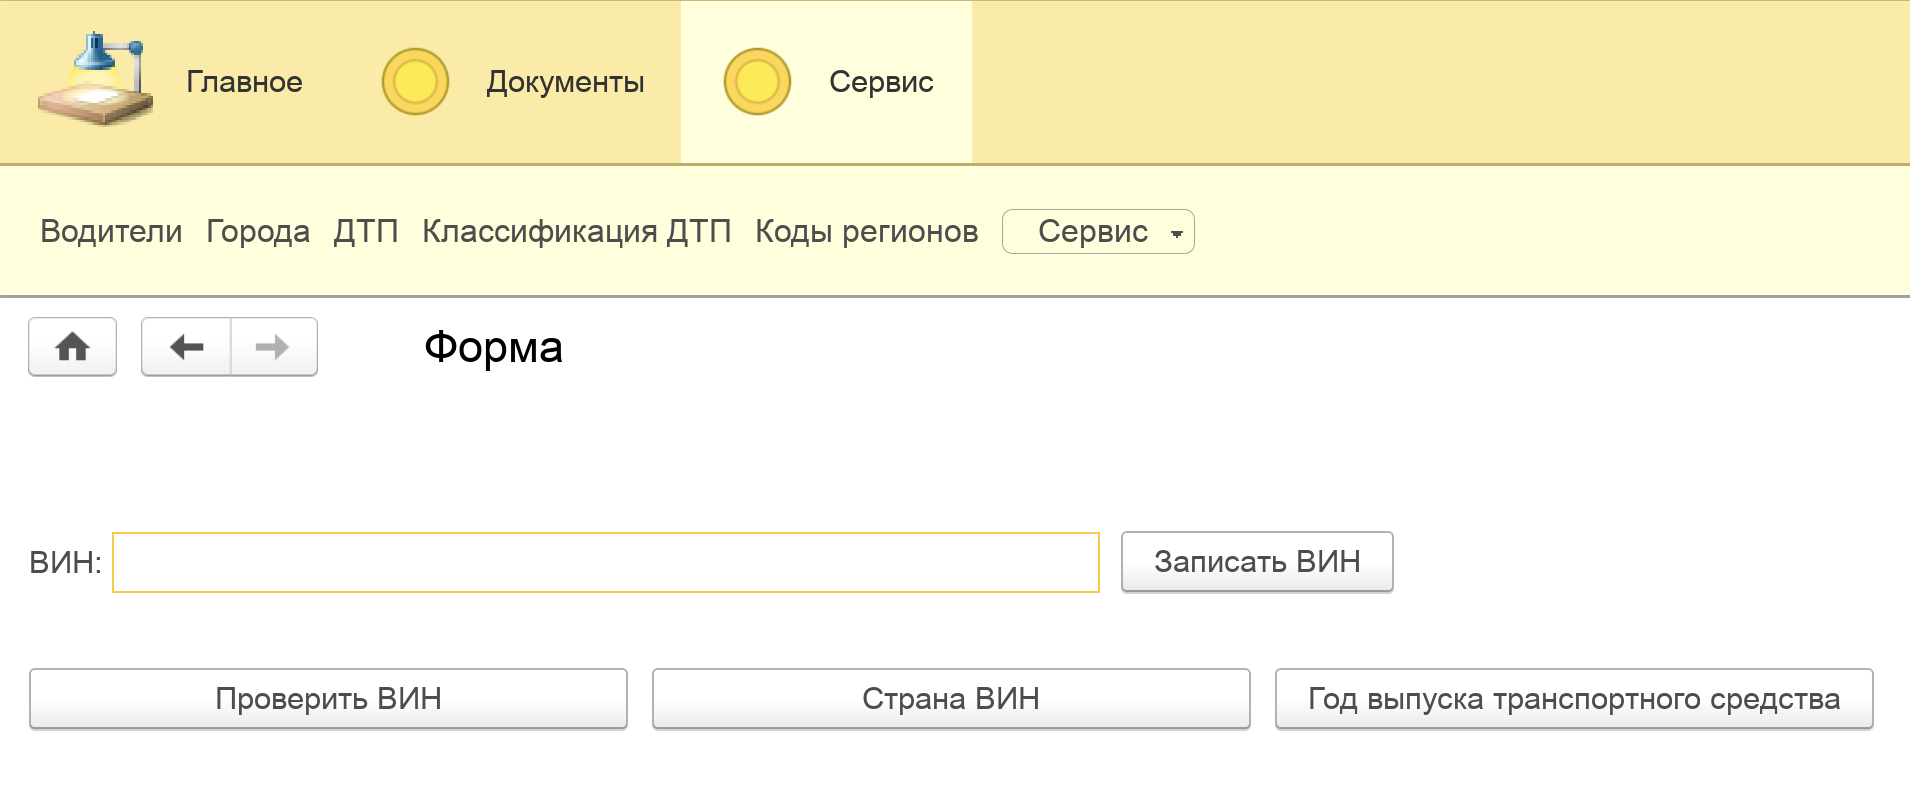 Главное Документы Сервис
Водители Города ДТП Классификация ДТП Коды регионов Сервис
Форма
ВИН: Записать ВИН
Проверить ВИН Страна ВИН Год выпуска транспортного средства